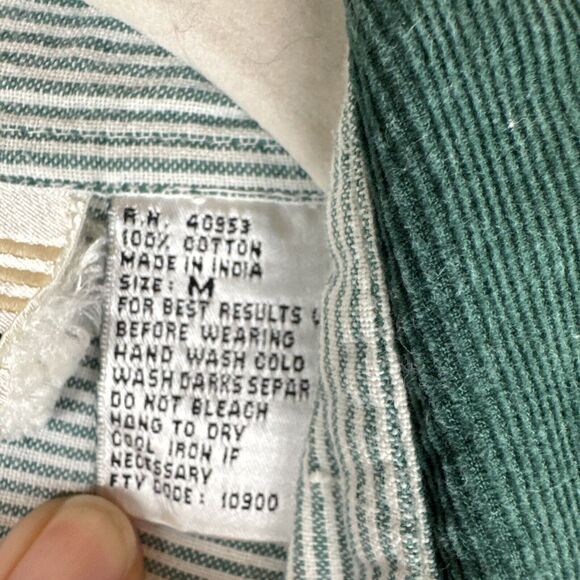 R.N. 40953
100% COTTON
MADE IN INDIA
SIZE: M
FOR BEST RESULTS
BEFORE WEARING
HAND WASH COLD
WASH DARKS SEPAR
DO NOT BLEACH
HANG TO DRY
COOL IRON IF
NECESSARY
FTY CODE: 10900